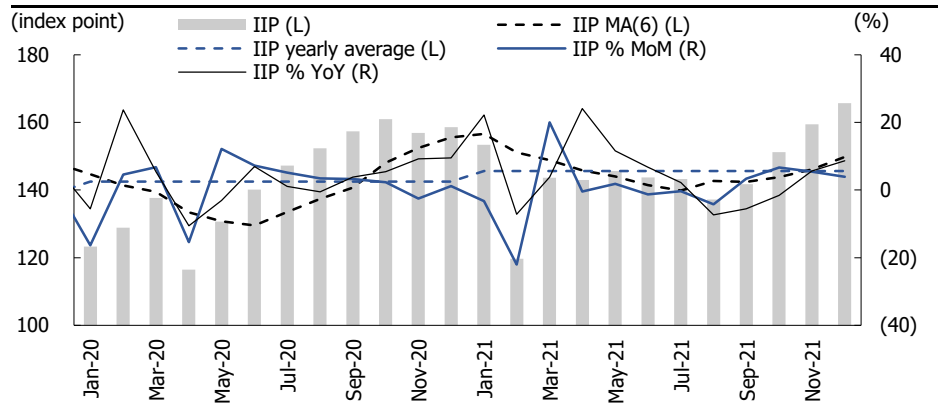 (index point)
(%)
IIP (L)
IIP MA(6) (L)
IIP yearly average (L)
IIP % MoM (R)
IIP % YoY (R)
180
160
140
120
100
40
20
0
(20)
(40)
Jan-20
Mar-20
May-20
Jul-20
Sep-20
Nov-20
Jan-21
Mar-21
May-21
Jul-21
Sep-21
Nov-21